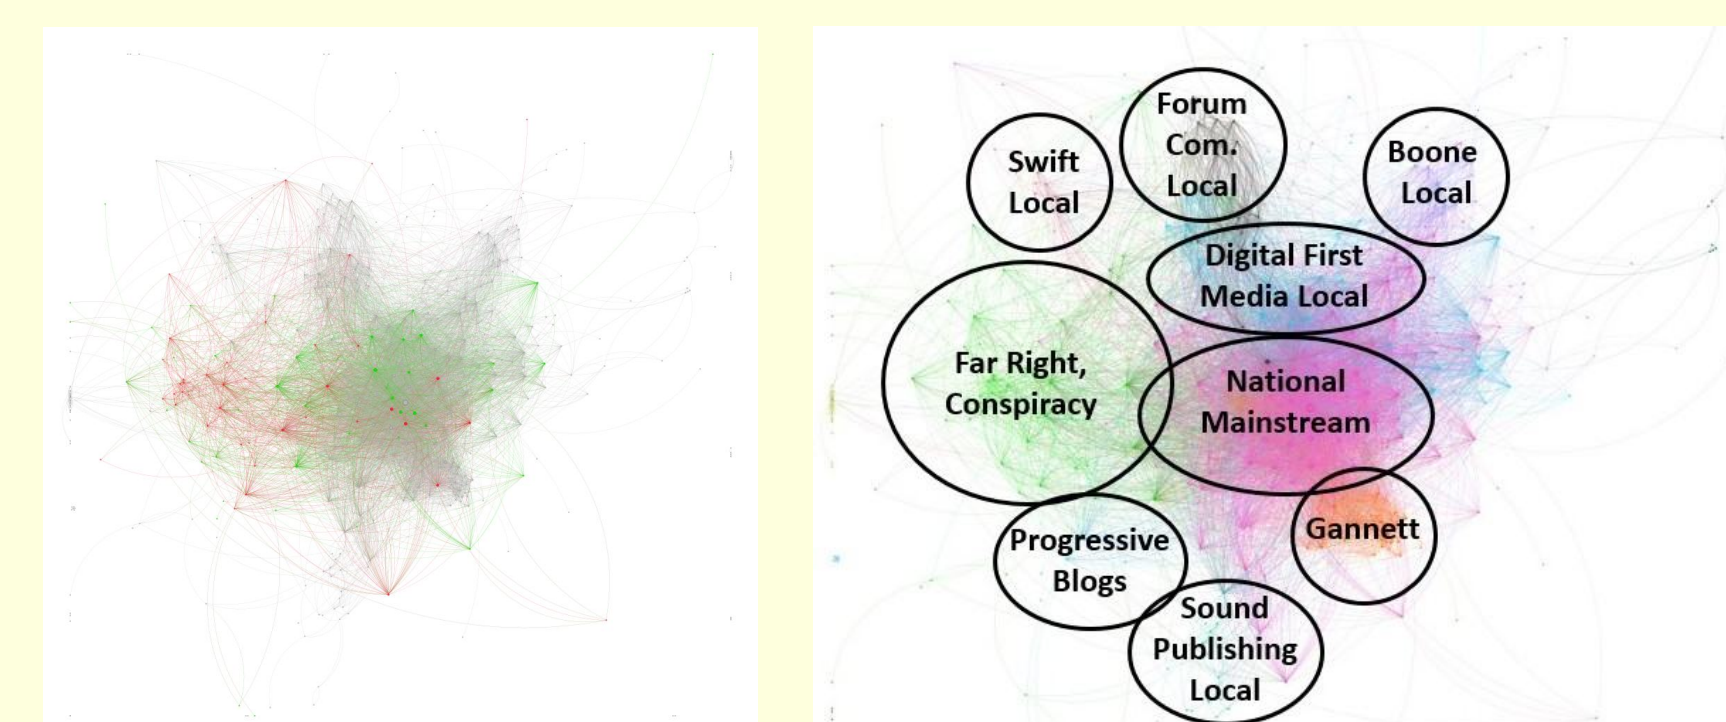 Forum
Com.
Local
Swift
Local
Boone
Local
Digital First
Media Local
Far Right,
Conspiracy
National
Mainstream
Gannett
Progressive
Blogs
Sound
Publishing
Local